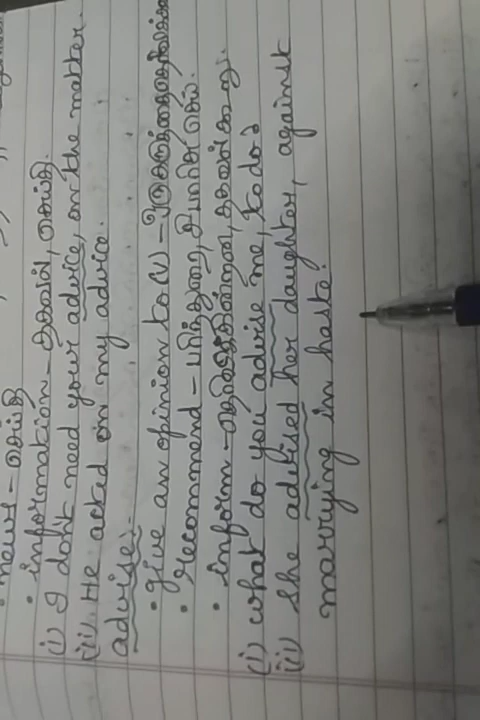 • news – செய்தி
• information – தகவல், செய்தி.
(i) I don't need your advice, on the matter.
(ii) He acted on my advice.
advise:-
• give an opinion to (v) –
• recommend – பரிந்துரை, சிபாரிசு செய்.
• inform – தகவல் கூறு.
(i) what do you advise me, to do?
(ii) she advised her daughter, against
marrying in haste.